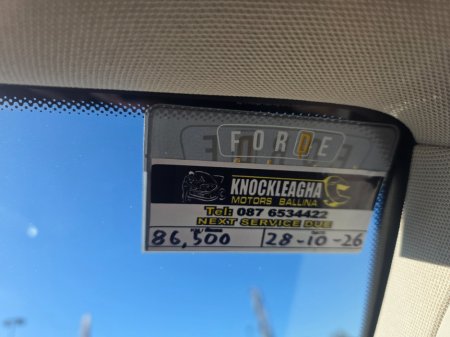 FORDE
KNOCKLEAGHA
MOTORS BALLINA
Tel: 087 6534422
NEXT SERVICE DUE
86,500 28-10-26